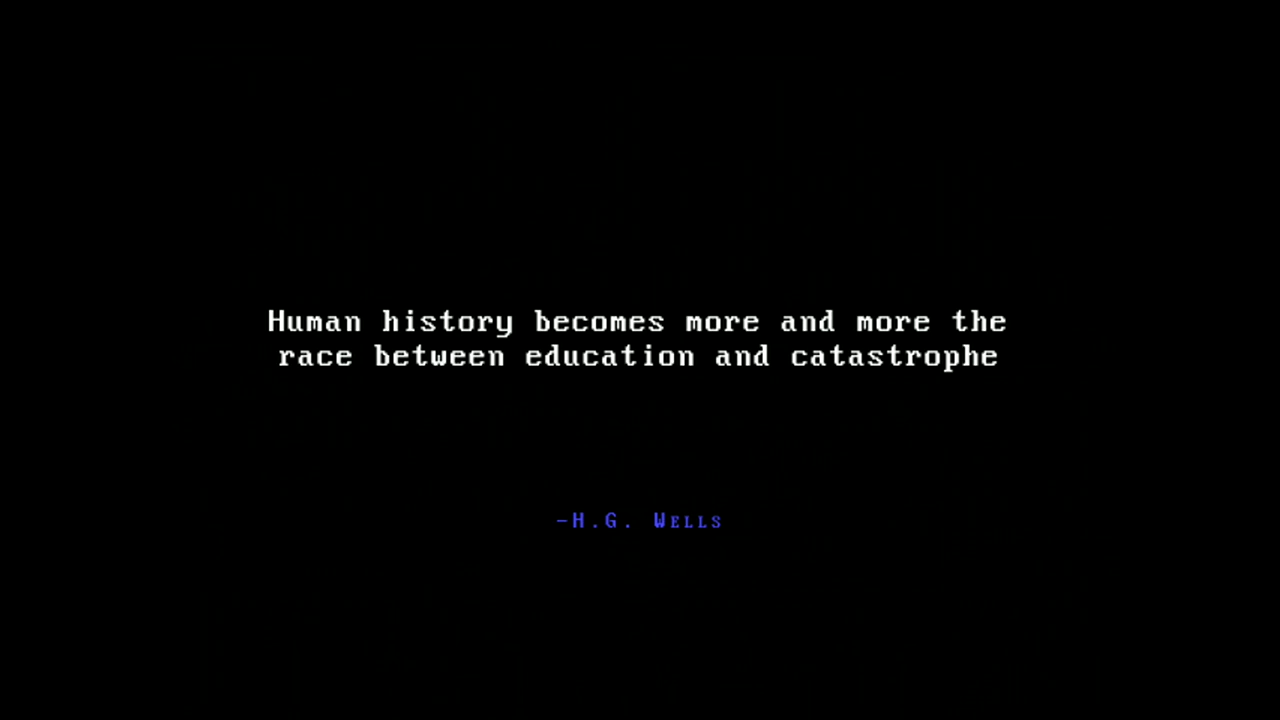 Human history becomes more and more the
race between education and catastrophe
-H.G. Wells